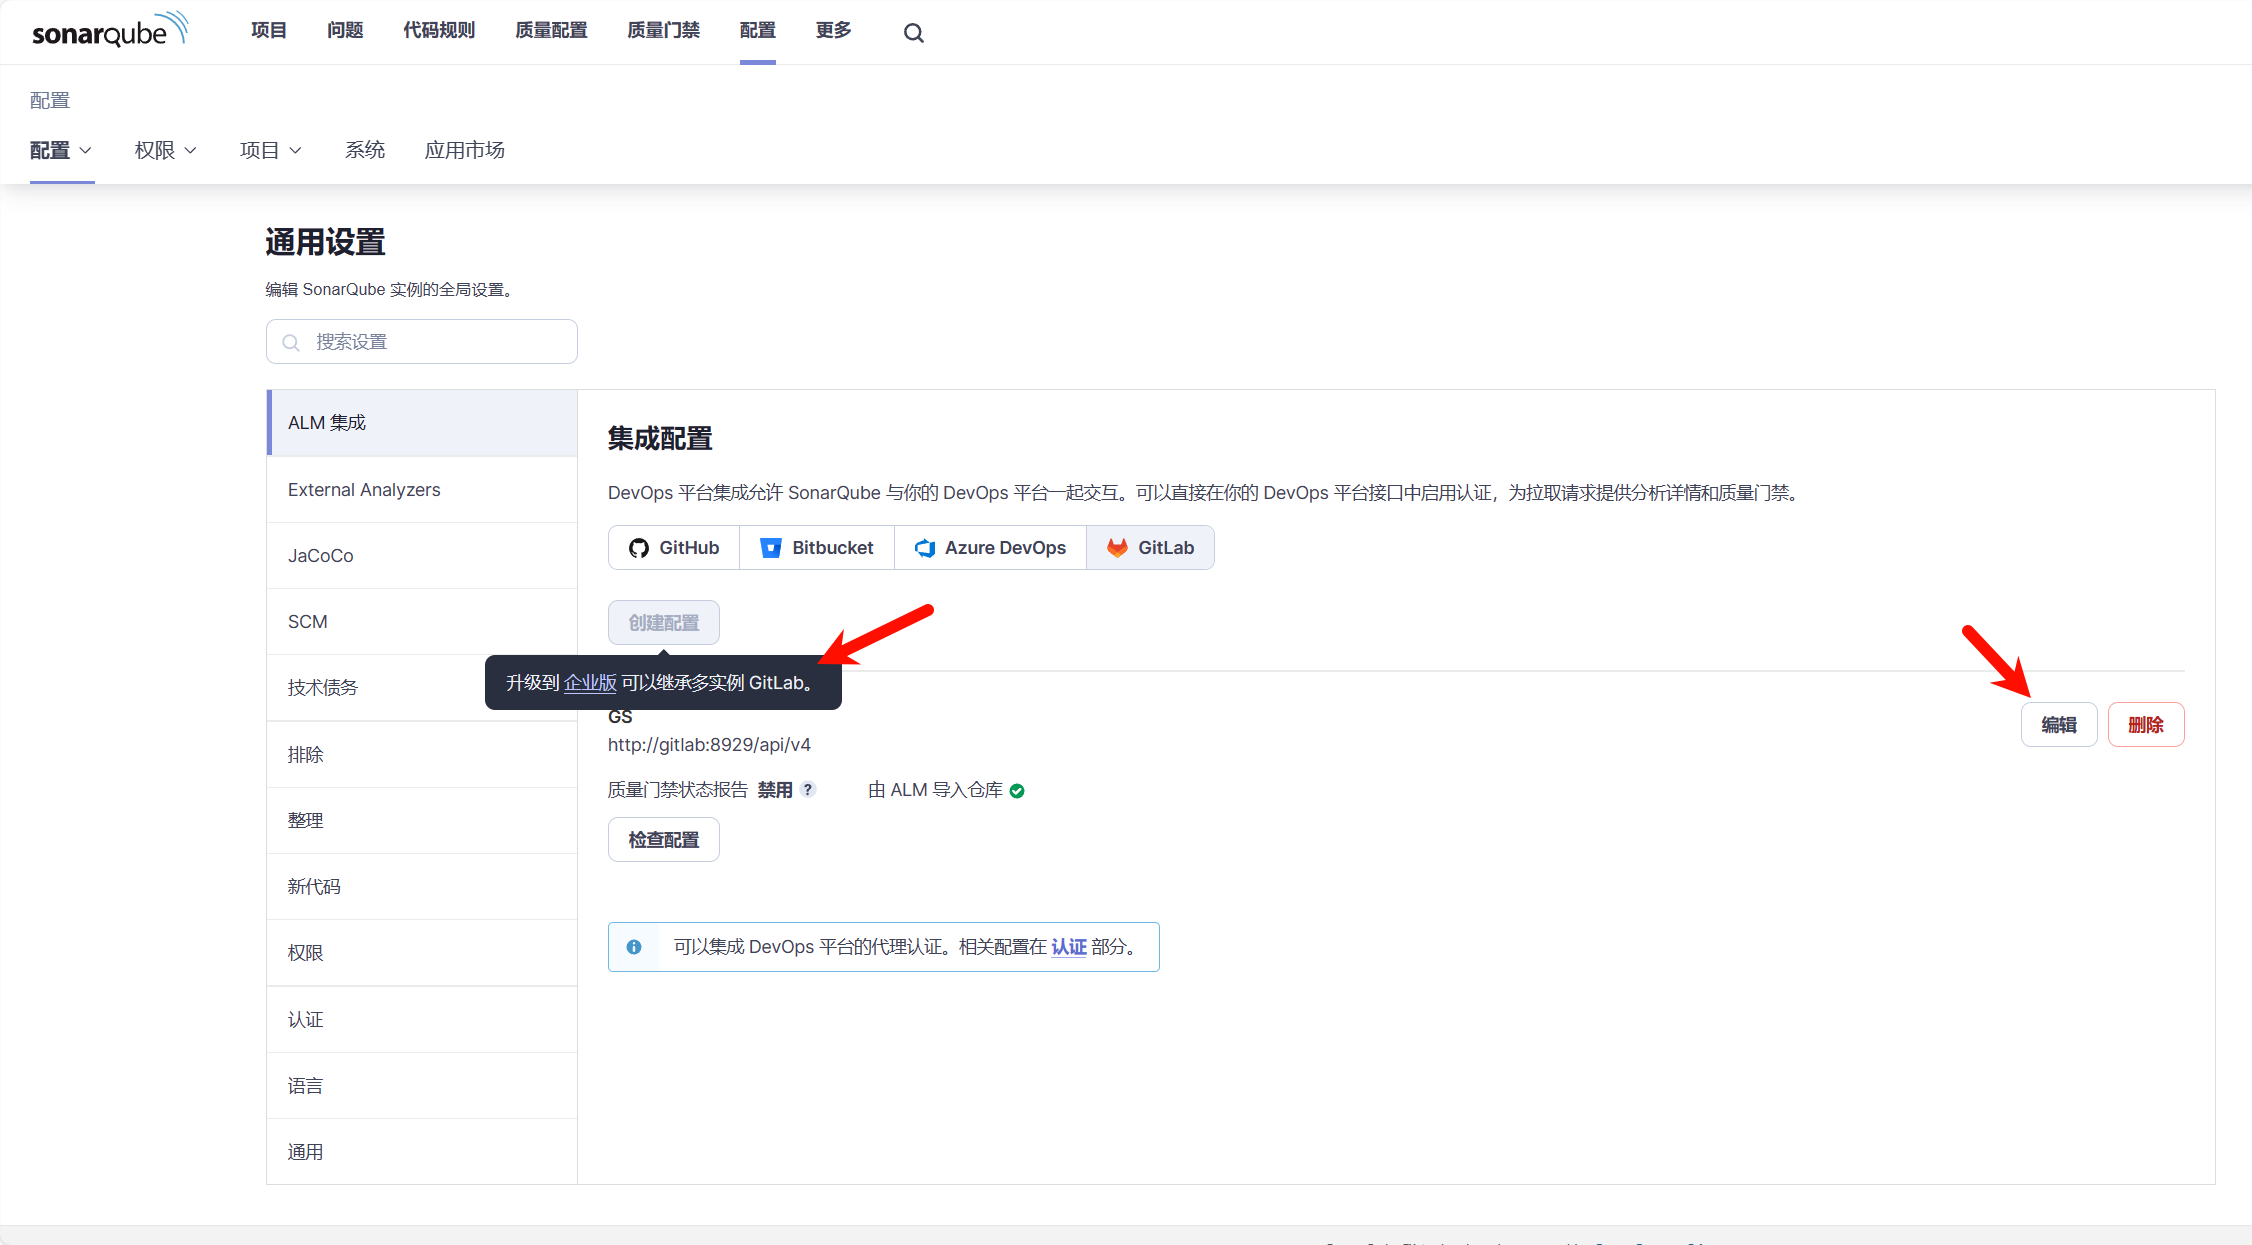 sonarqube 项目 问题 代码规则 质量配置 质量门禁 配置 更多
配置
配置 权限 项目 系统 应用市场
通用设置
编辑 SonarQube 实例的全局设置。
搜索设置
ALM 集成
External Analyzers
JaCoCo
SCM
技术债务
排除
整理
新代码
权限
认证
语言
通用
集成配置
DevOps 平台集成允许 SonarQube 与你的 DevOps 平台一起交互。可以直接在你的 DevOps 平台接口中启用认证，为拉取请求提供分析详情和质量门禁。
GitHub Bitbucket Azure DevOps GitLab
创建配置
升级到 企业版 可以继承多实例 GitLab。
GS
编辑 删除
http://gitlab:8929/api/v4
质量门禁状态报告 禁用 ? 由 ALM 导入仓库
检查配置
可以集成 DevOps 平台的代理认证。相关配置在 认证 部分。